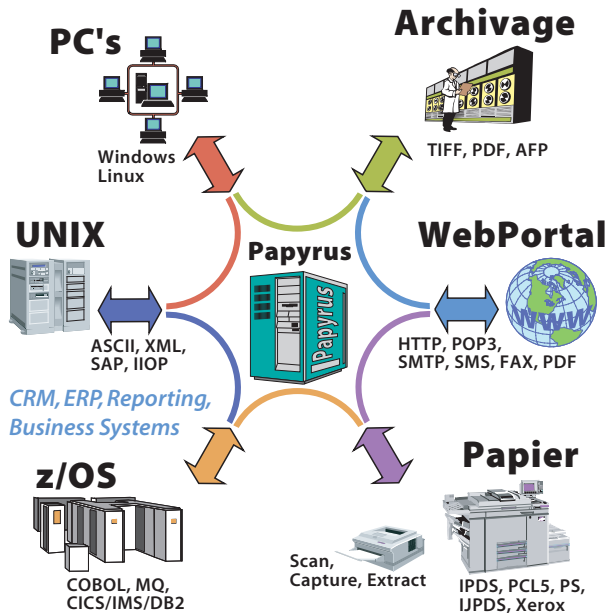 PC's
Windows
Linux
Archivage
TIFF, PDF, AFP
UNIX
ASCII, XML,
SAP, IIOP
Papyrus
Papyrus
WebPortal
WWW
HTTP, POP3,
SMTP, SMS, FAX, PDF
CRM, ERP, Reporting,
Business Systems
z/OS
COBOL, MQ,
CICS/IMS/DB2
Scan,
Capture, Extract
Papier
IPDS, PCL5, PS,
IJPDS, Xerox